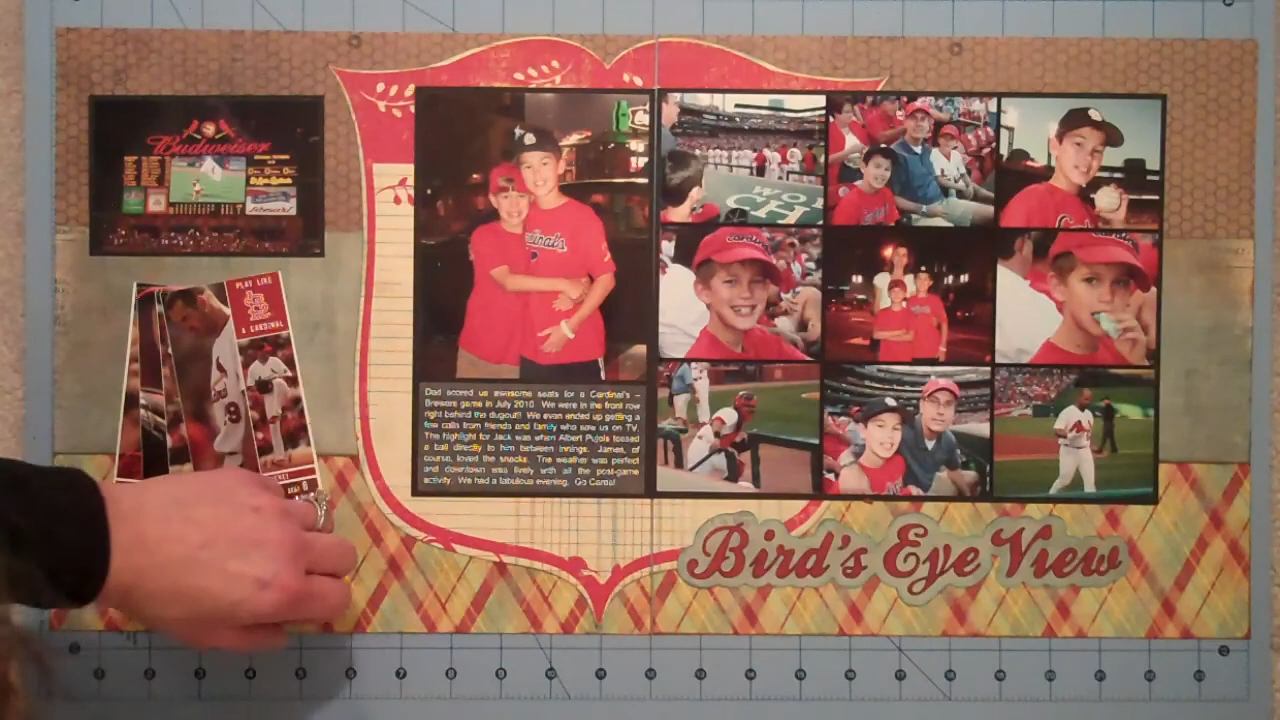 Budweiser
PLAY LIKE
A CARDINAL
Cardinals
WOR
CH
Cardinals
Dad scored us awesome seats for a Cardinal's –
Brewers game in July 2010. We were in the front row
right behind the dugout!! We even ended up getting a
few calls from friends and family who saw us on TV.
The highlight for Jack was when Albert Pujols tossed
a ball directly to him between innings. James, of
course, loved the snacks. The weather was perfect
and downtown was lively with all the post-game
activity. We had a fabulous evening. Go Cards!
Bird's Eye View